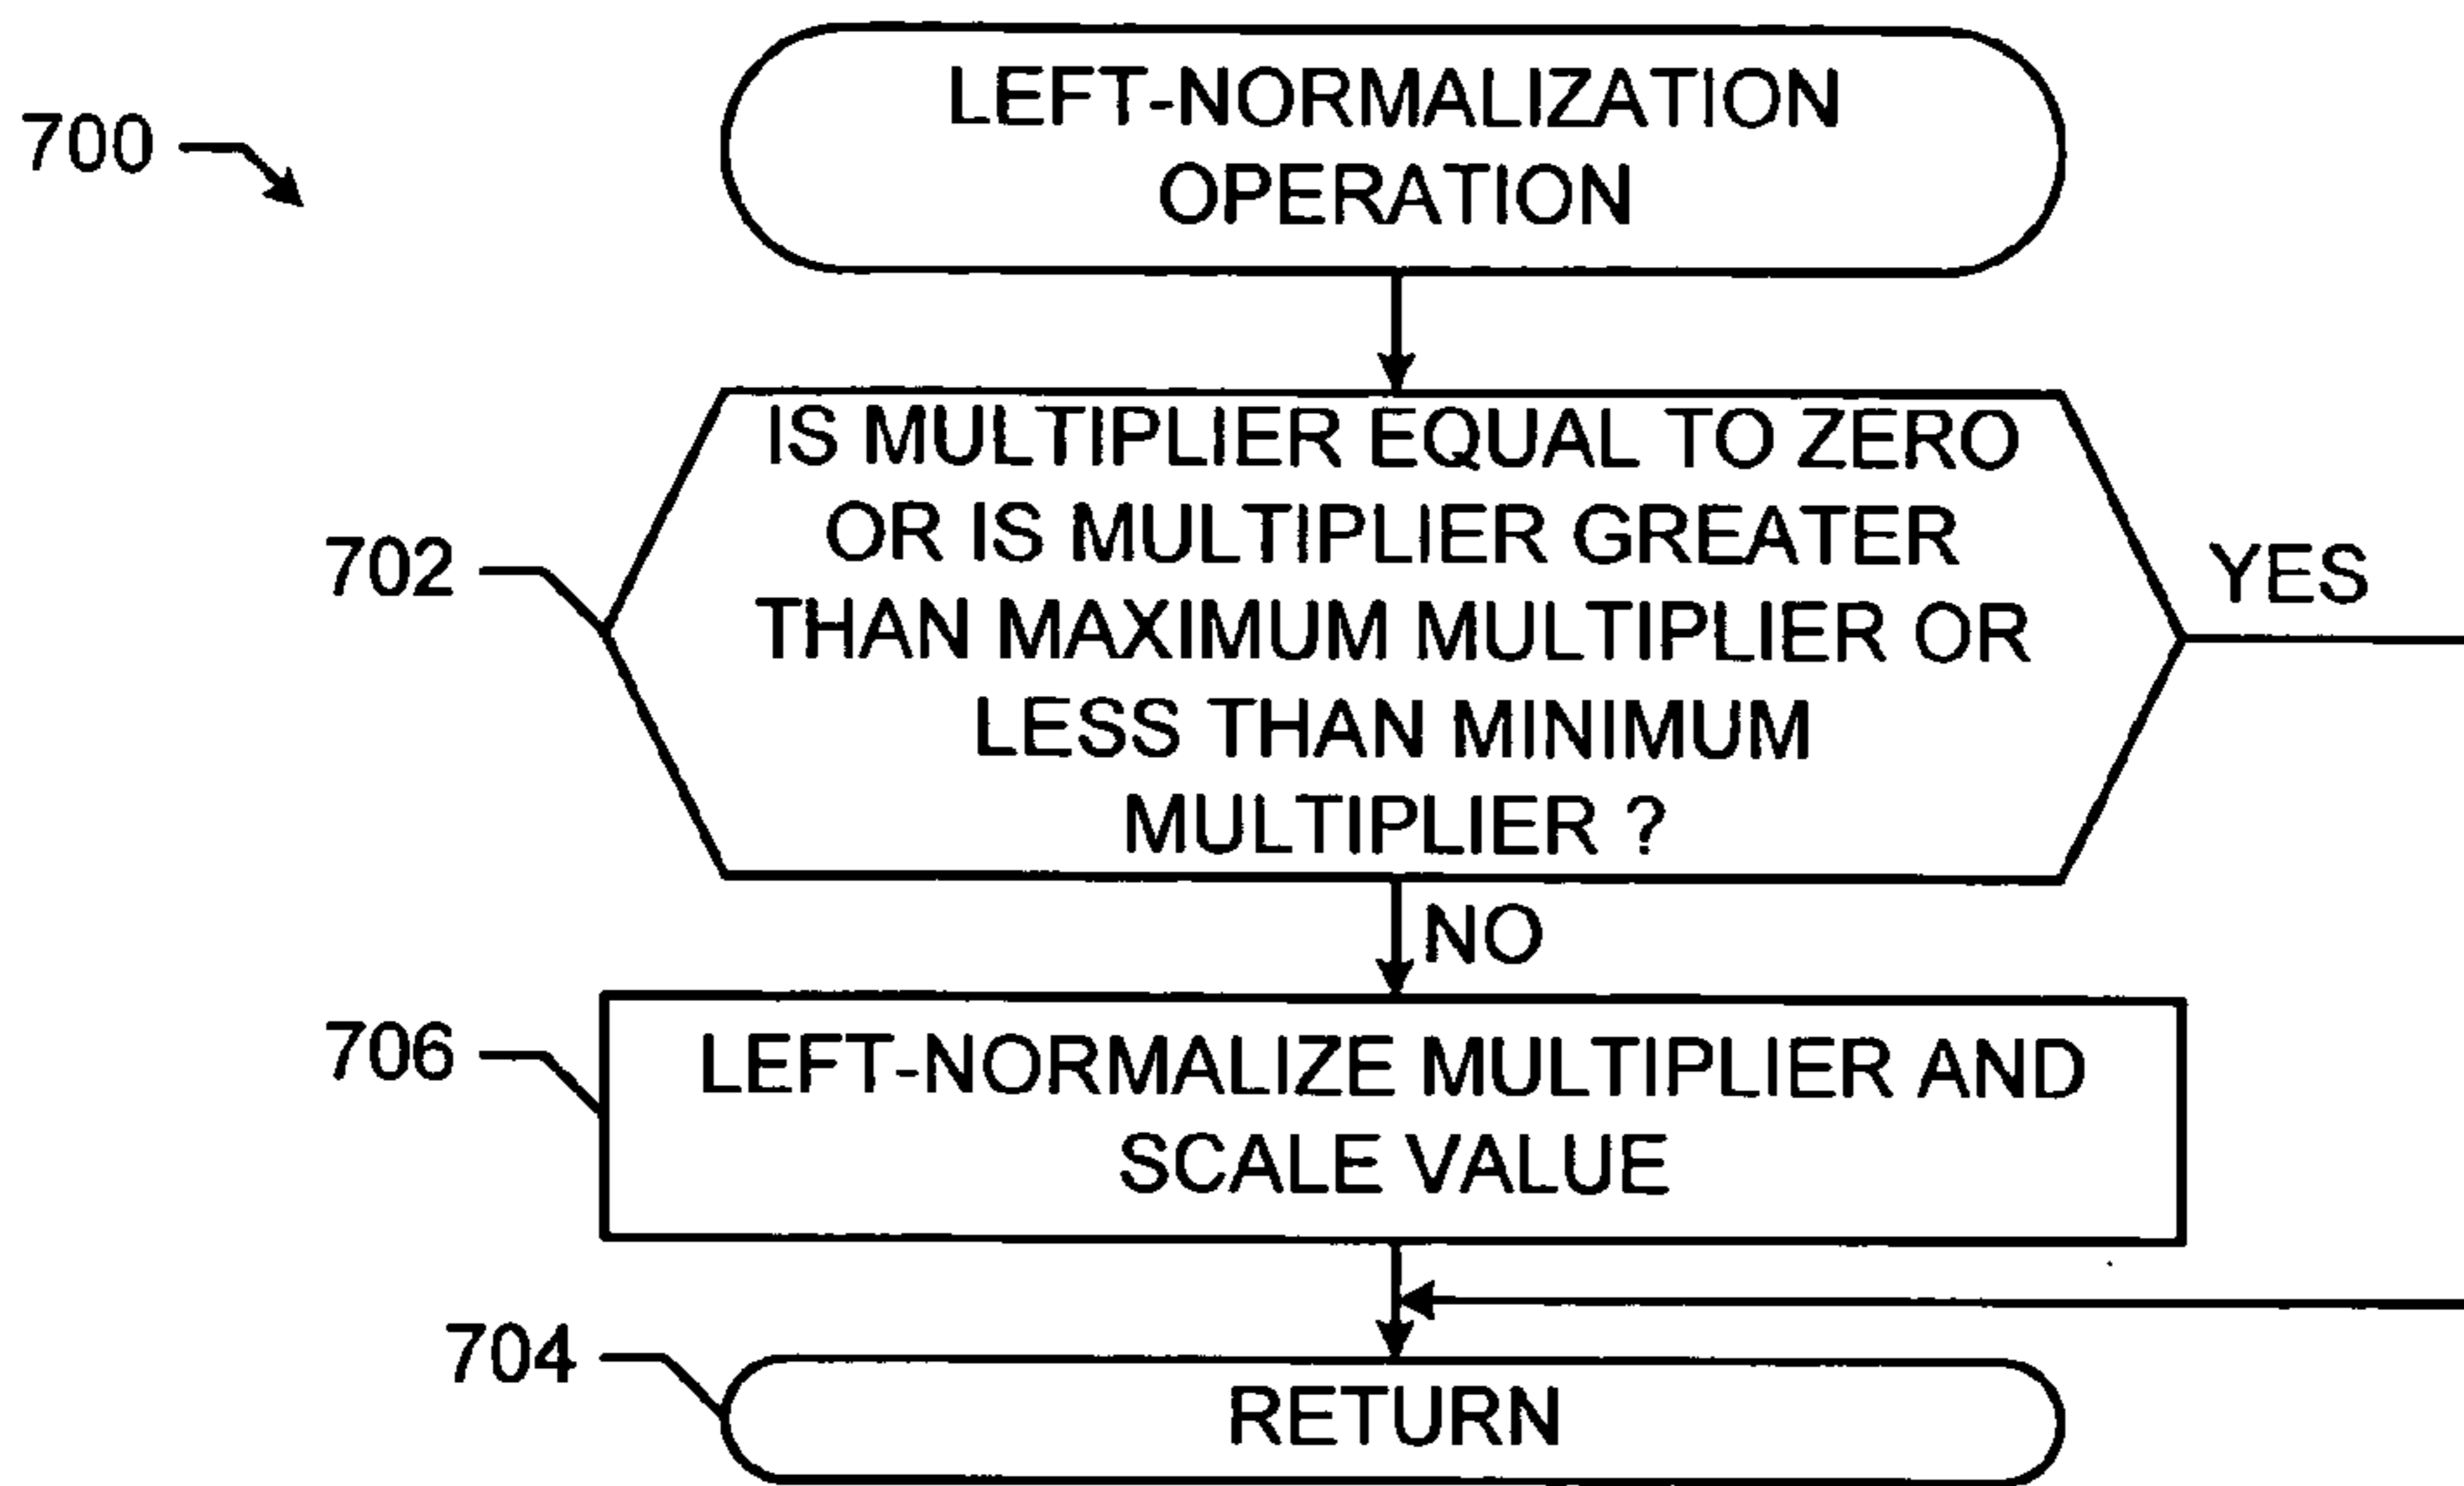 LEFT-NORMALIZATION
OPERATION
700
IS MULTIPLIER EQUAL TO ZERO
OR IS MULTIPLIER GREATER
THAN MAXIMUM MULTIPLIER OR
LESS THAN MINIMUM
MULTIPLIER ?
702
YES
NO
706
LEFT-NORMALIZE MULTIPLIER AND
SCALE VALUE
704
RETURN